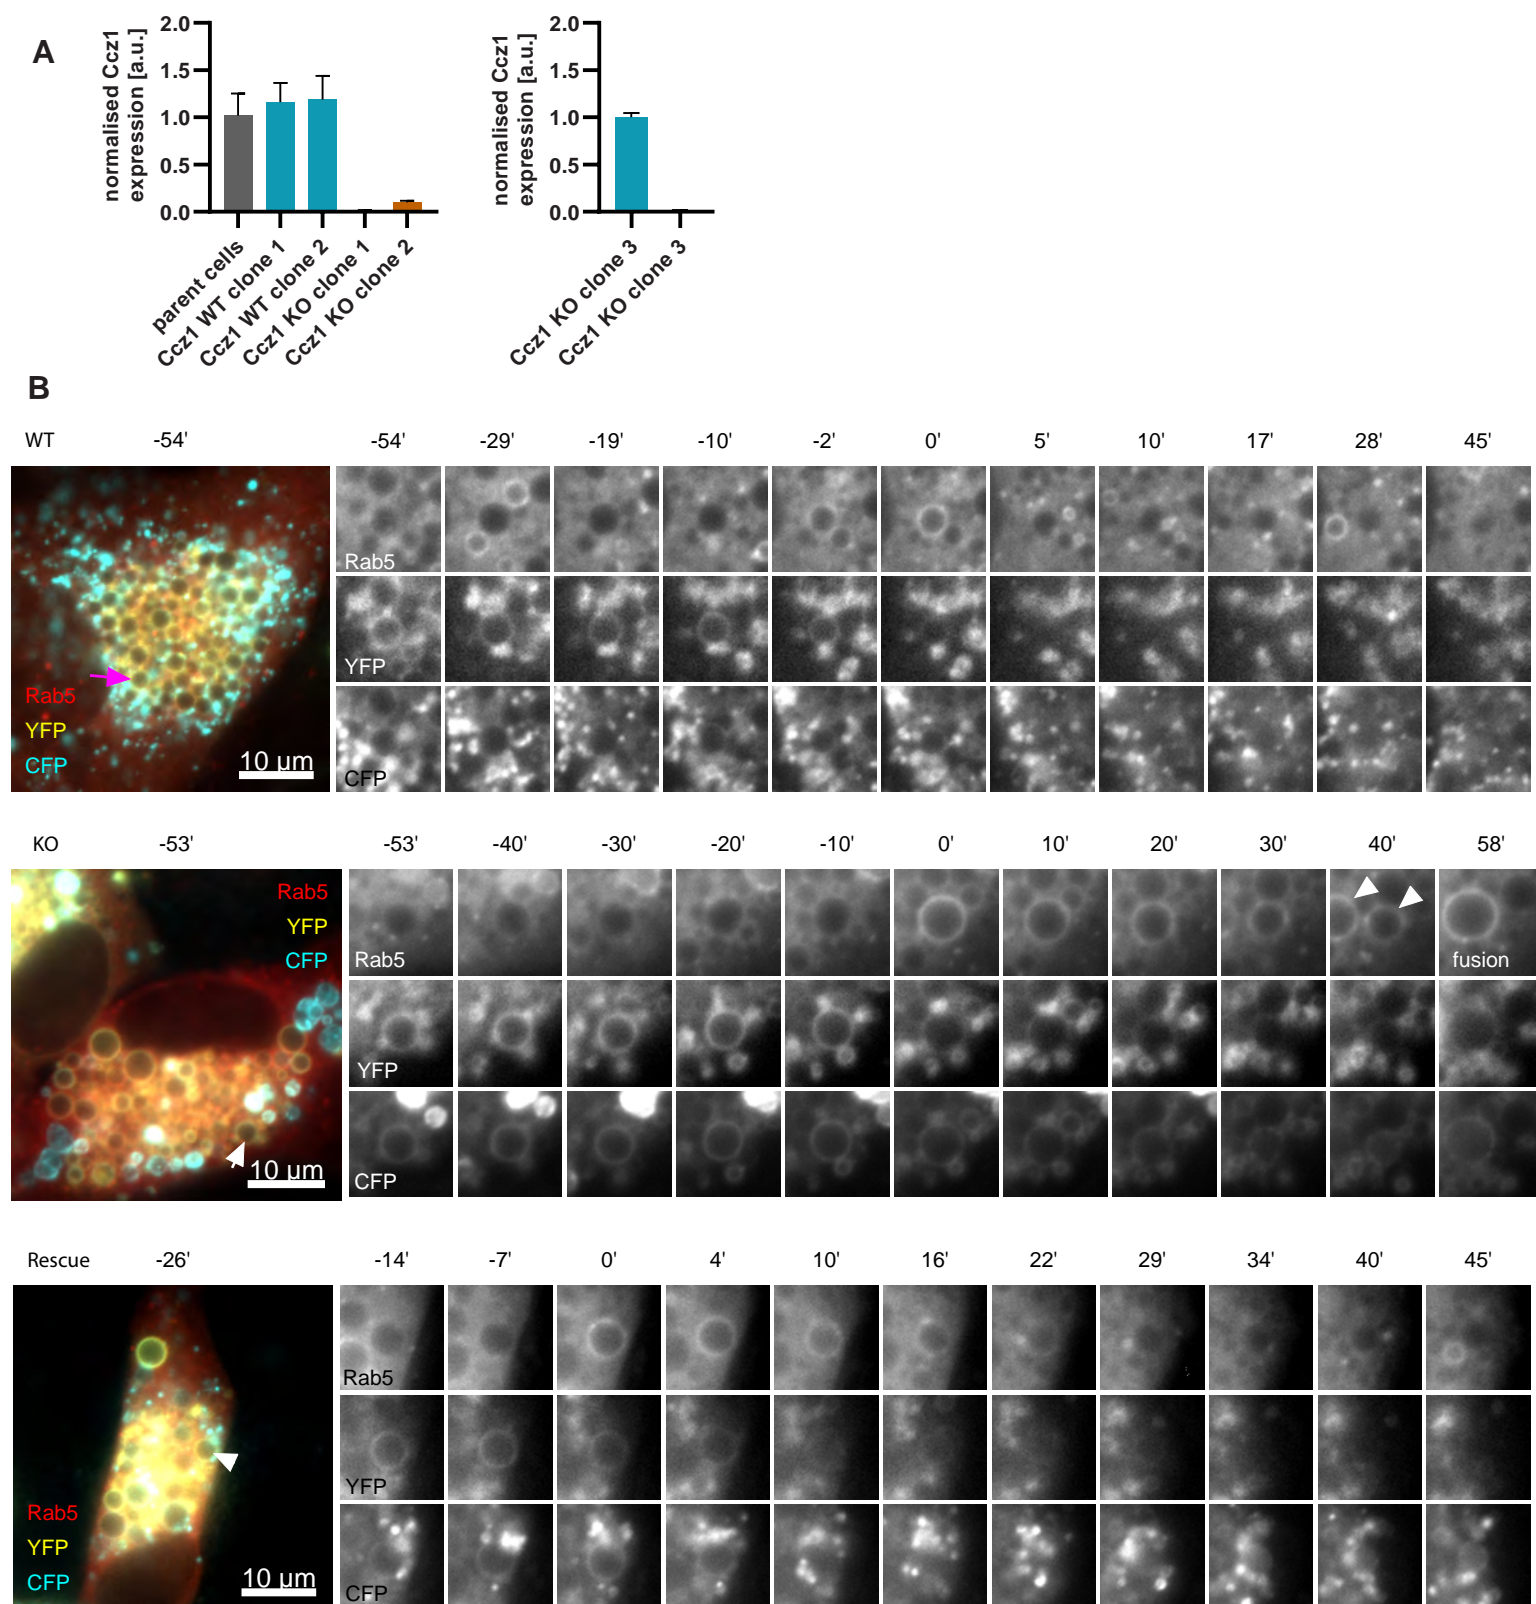 A
normalised Ccz1
expression [a.u.]
2.0
1.5
1.0
0.5
0.0
parent cells
Ccz1 WT clone 1
Ccz1 WT clone 2
Ccz1 KO clone 1
Ccz1 KO clone 2
normalised Ccz1
expression [a.u.]
2.0
1.5
1.0
0.5
0.0
Ccz1 KO clone 3
Ccz1 KO clone 3
B
WT -54' -54' -29' -19' -10' -2' 0' 5' 10' 17' 28' 45'
Rab5
YFP
CFP
10 µm
Rab5
YFP
CFP
KO -53' -53' -40' -30' -20' -10' 0' 10' 20' 30' 40' 58'
Rab5
YFP
CFP
10 µm
Rab5
fusion
YFP
CFP
Rescue -26' -14' -7' 0' 4' 10' 16' 22' 29' 34' 40' 45'
Rab5
YFP
CFP
10 µm
Rab5
YFP
CFP